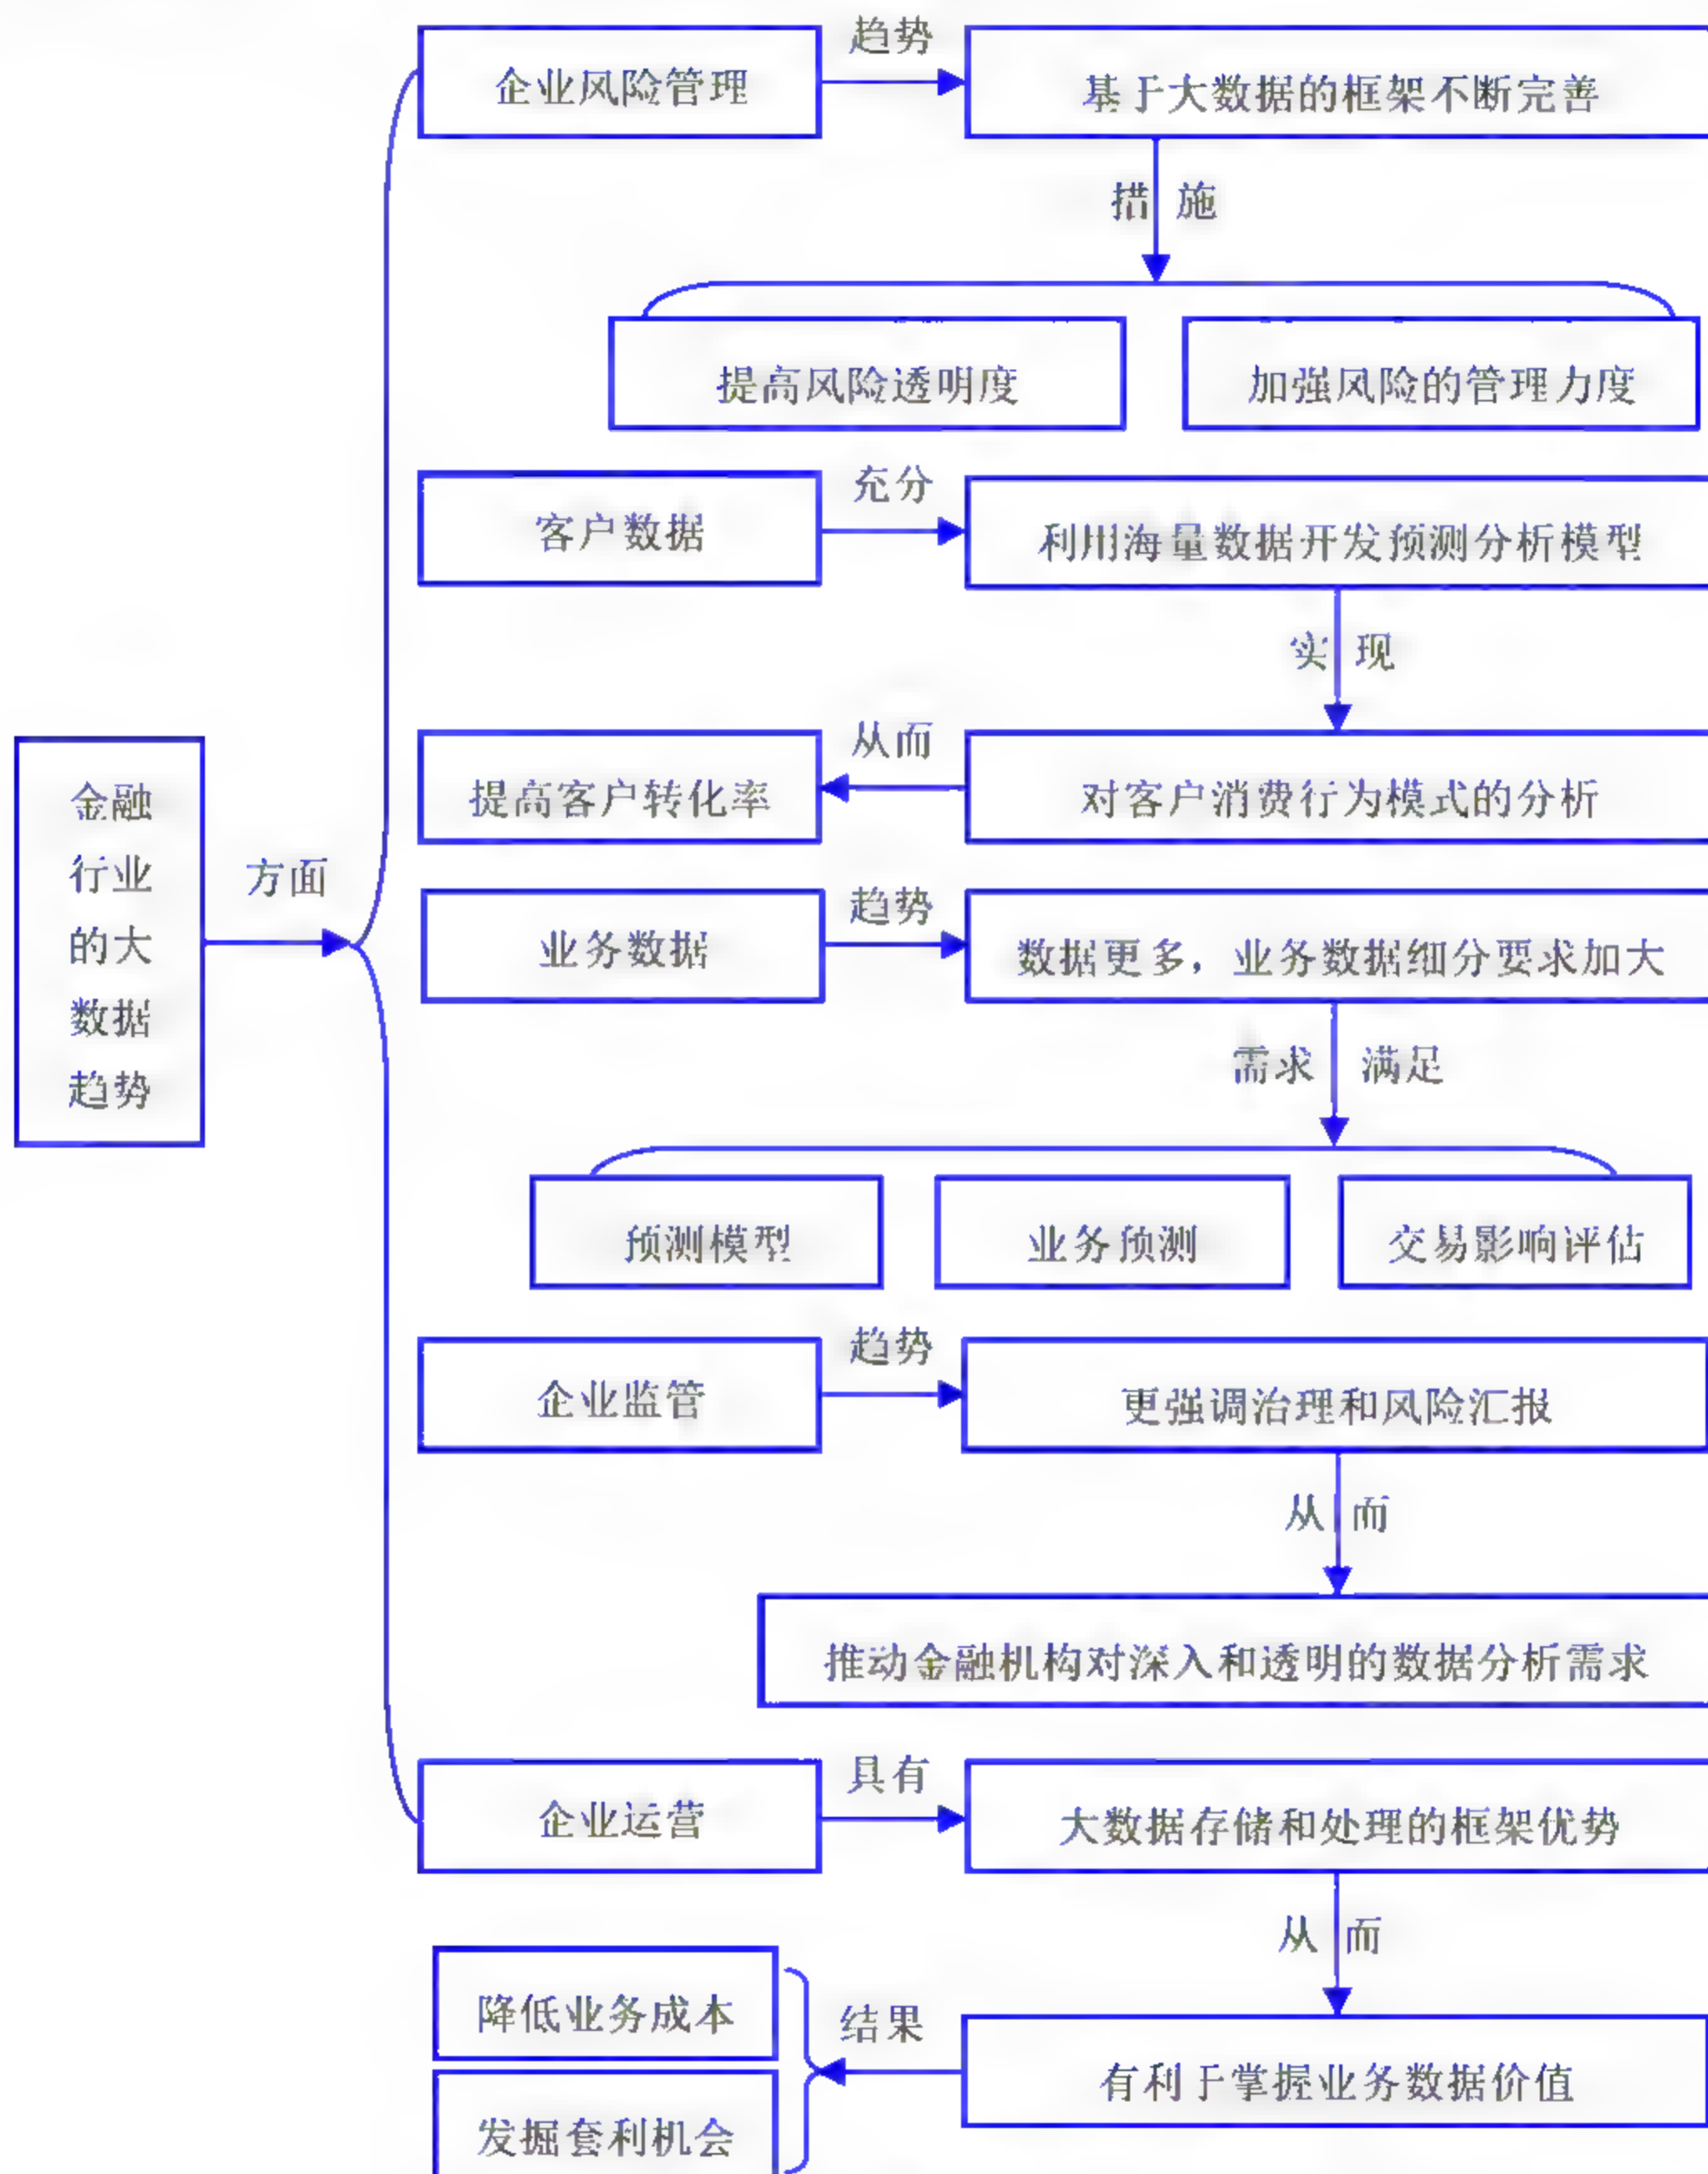 企业风险管理
趋势
基于大数据的框架不断完善
措施
提高风险透明度
加强风险的管理力度
客户数据
充分
利用海量数据开发预测分析模型
实现
提高客户转化率
从而
对客户消费行为模式的分析
金融
行业
的大
数据
趋势
方面
业务数据
趋势
数据更多，业务数据细分要求加大
需求 满足
预测模型
业务预测
交易影响评估
企业监管
趋势
更强调治理和风险汇报
从而
推动金融机构对深入和透明的数据分析需求
企业运营
具有
大数据存储和处理的框架优势
从而
降低业务成本
结果
有利于掌握业务数据价值
发掘套利机会